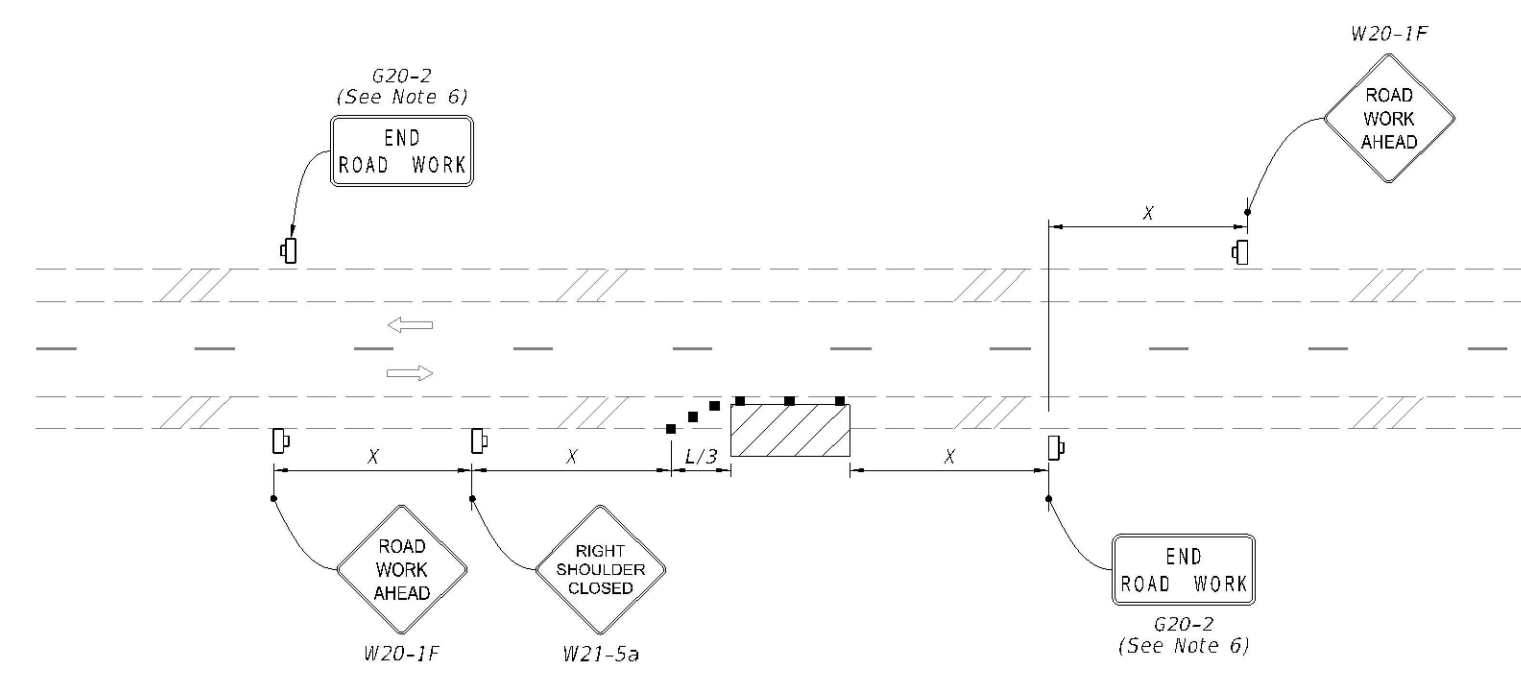 W20-1F
ROAD
WORK
AHEAD
G20-2
(See Note 6)
END
ROAD WORK
X
X
X
L/3
X
ROAD
WORK
AHEAD
W20-1F
RIGHT
SHOULDER
CLOSED
W21-5a
END
ROAD WORK
G20-2
(See Note 6)